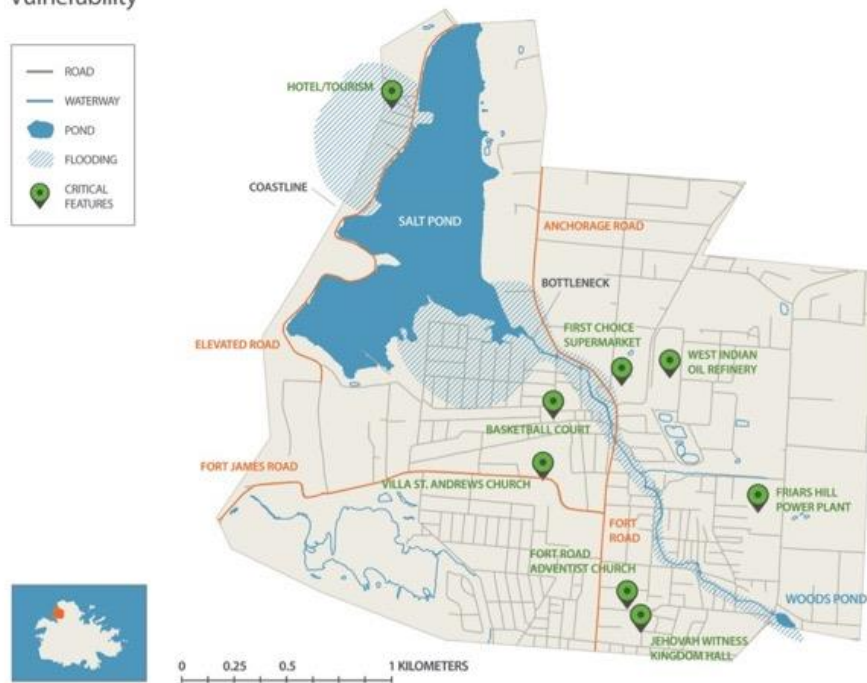 Vulnerability
ROAD
WATERWAY
POND
FLOODING
CRITICAL
FEATURES
HOTEL/TOURISM
COASTLINE
SALT POND
ANCHORAGE ROAD
BOTTLENECK
FIRST CHOICE
SUPERMARKET
WEST INDIAN
OIL REFINERY
ELEVATED ROAD
BASKETBALL COURT
FORT JAMES ROAD
VILLA ST. ANDREWS CHURCH
FRIARS HILL
POWER PLANT
FORT
ROAD
FORT ROAD
ADVENTIST CHURCH
WOODS POND
JEHOVAH WITNESS
KINGDOM HALL
0 0.25 0.5 1 KILOMETERS